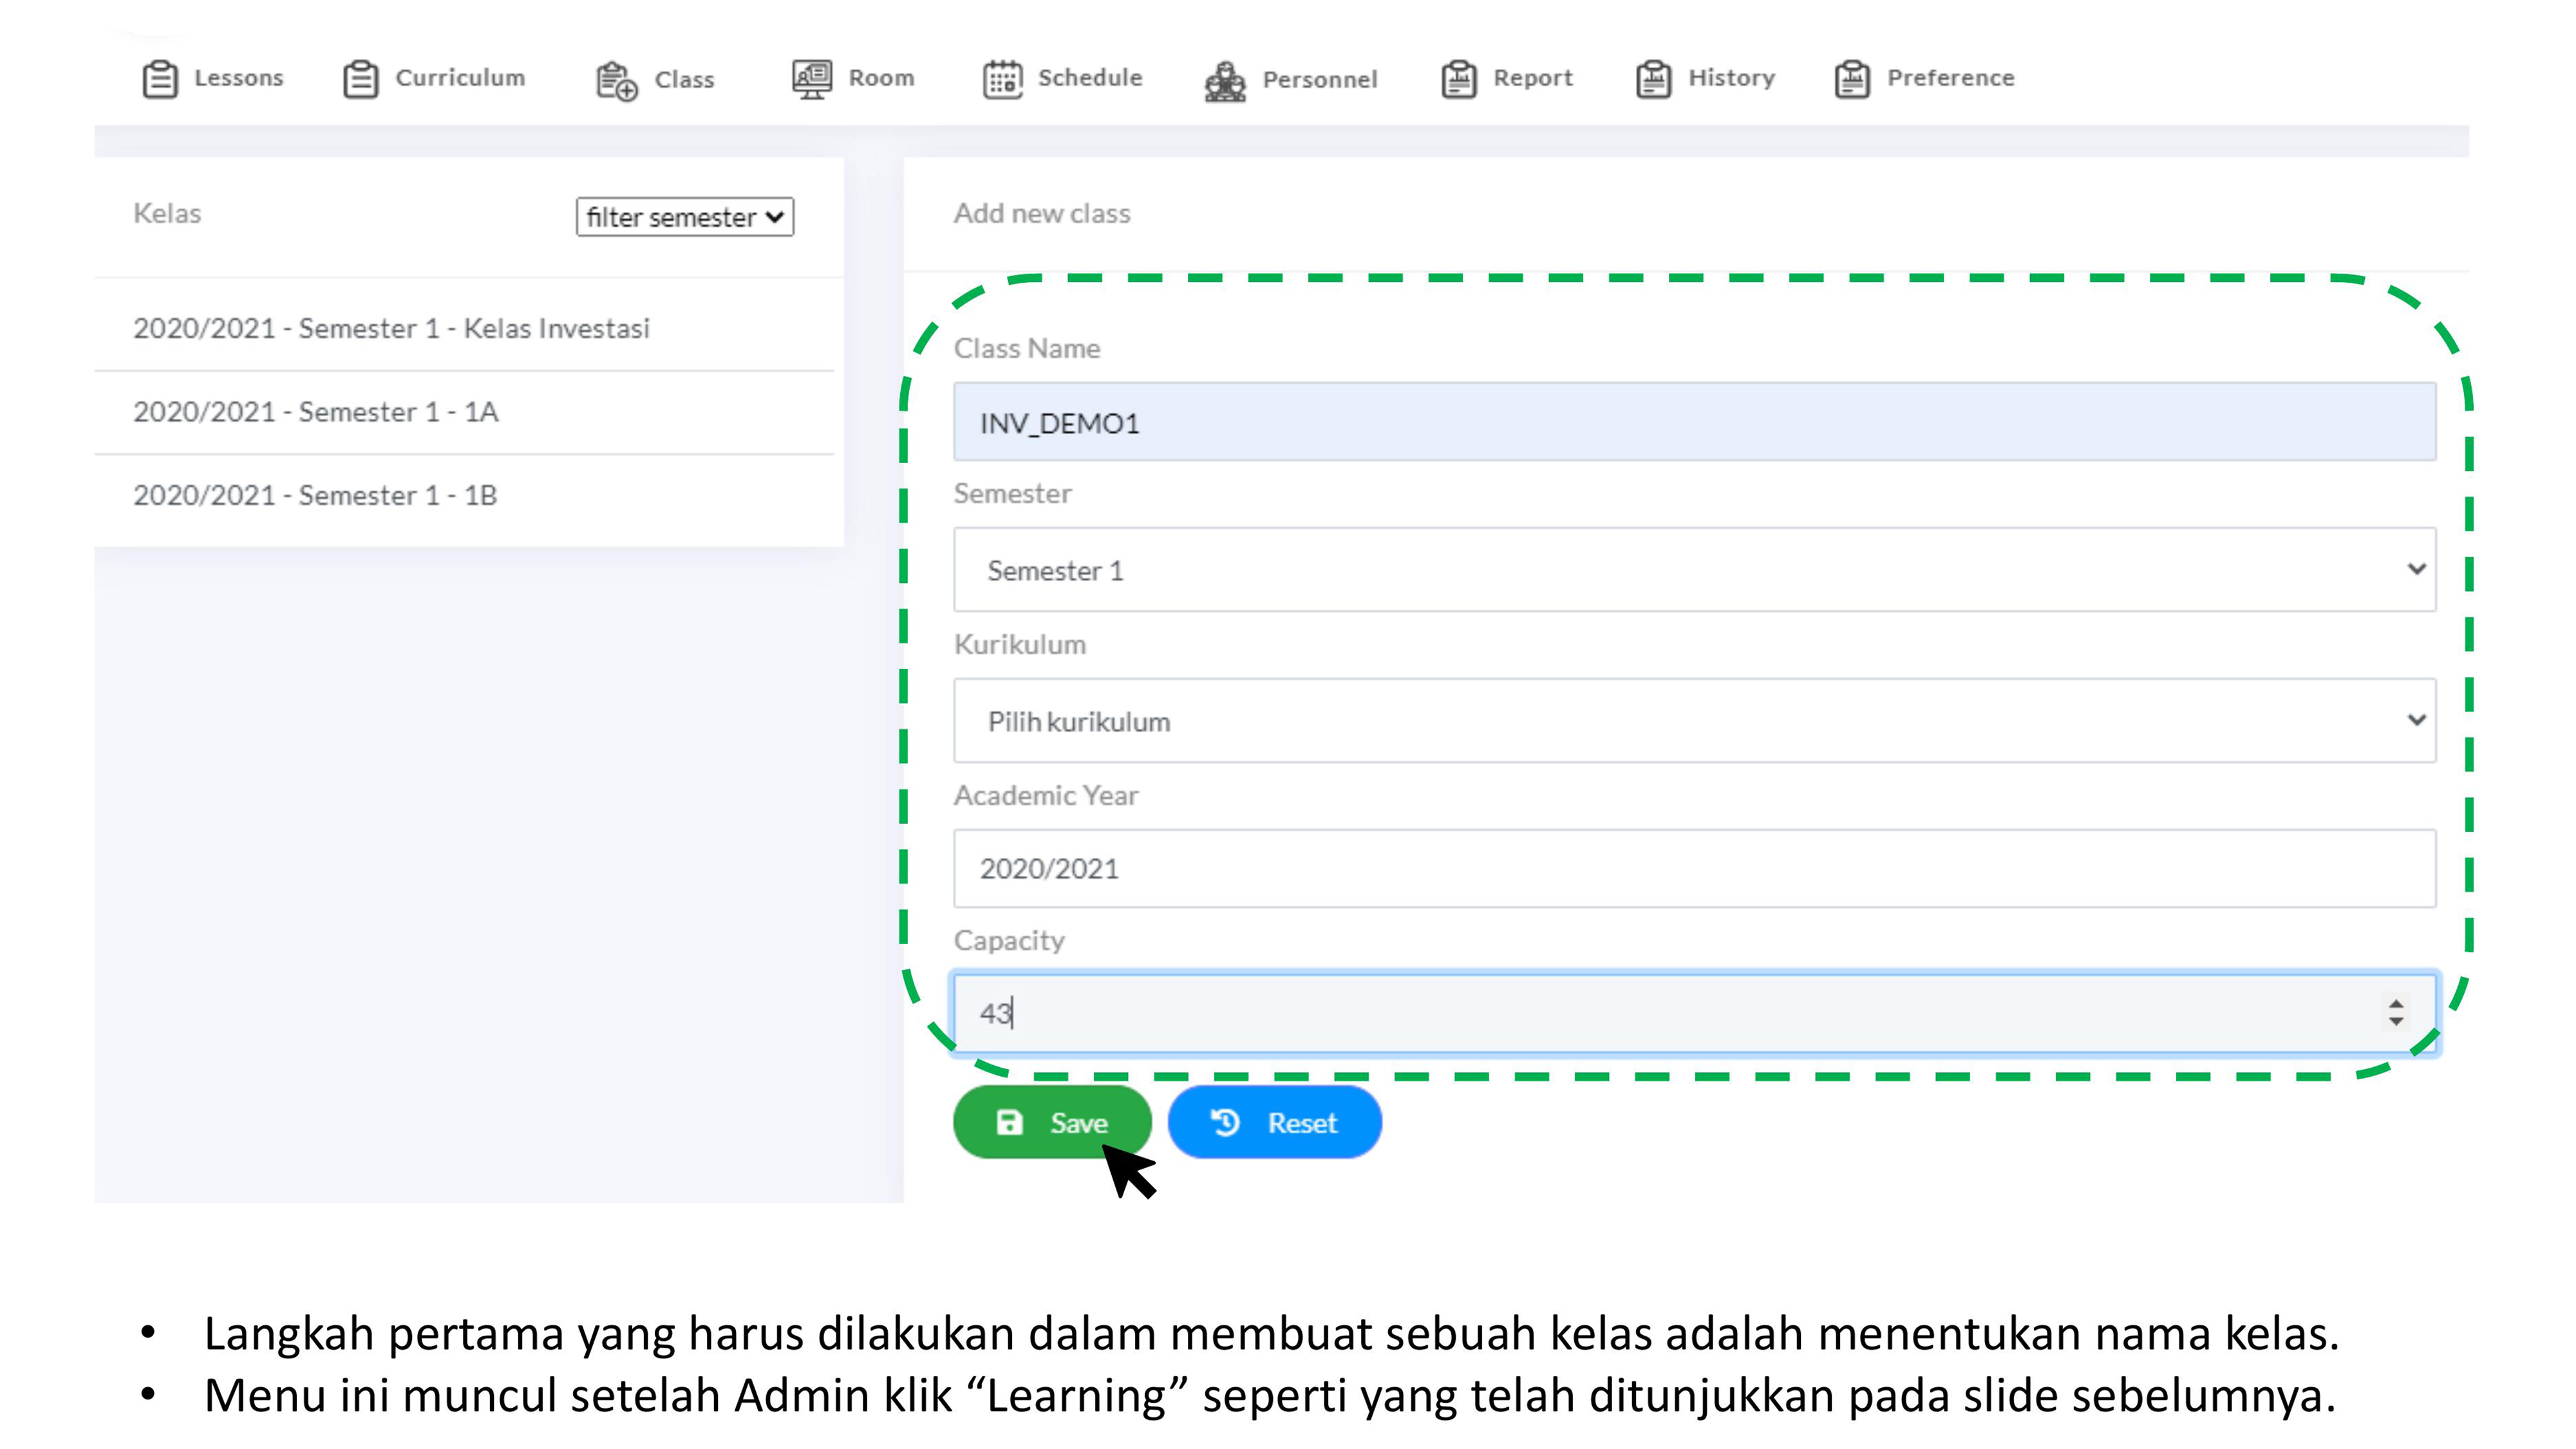 Lessons Curriculum Class Room Schedule Personnel Report History Preference
Kelas
filter semester
2020/2021 - Semester 1 - Kelas Investasi
2020/2021 - Semester 1 - 1A
2020/2021 - Semester 1 - 1B
Add new class
Class Name
INV_DEMO1
Semester
Semester 1
Kurikulum
Pilih kurikulum
Academic Year
2020/2021
Capacity
43
Save Reset
• Langkah pertama yang harus dilakukan dalam membuat sebuah kelas adalah menentukan nama kelas.
• Menu ini muncul setelah Admin klik “Learning” seperti yang telah ditunjukkan pada slide sebelumnya.